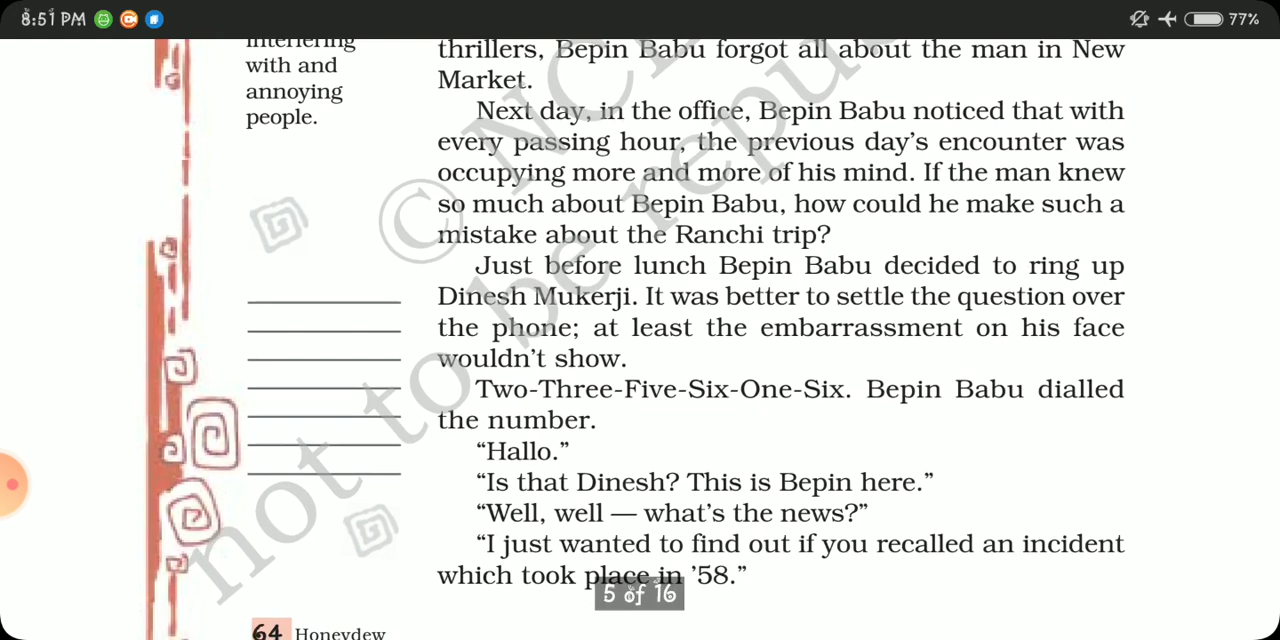 8:51 PM
77%
interfering
with and
annoying
people.
thrillers, Bepin Babu forgot all about the man in New
Market.
Next day, in the office, Bepin Babu noticed that with
every passing hour, the previous day's encounter was
occupying more and more of his mind. If the man knew
so much about Bepin Babu, how could he make such a
mistake about the Ranchi trip?
Just before lunch Bepin Babu decided to ring up
Dinesh Mukerji. It was better to settle the question over
the phone; at least the embarrassment on his face
wouldn't show.
Two-Three-Five-Six-One-Six. Bepin Babu dialled
the number.
“Hallo.”
“Is that Dinesh? This is Bepin here.”
“Well, well — what's the news?”
“I just wanted to find out if you recalled an incident
which took place in ’58.”
5 of 16
64 Honeydew
© NC
not to be repu